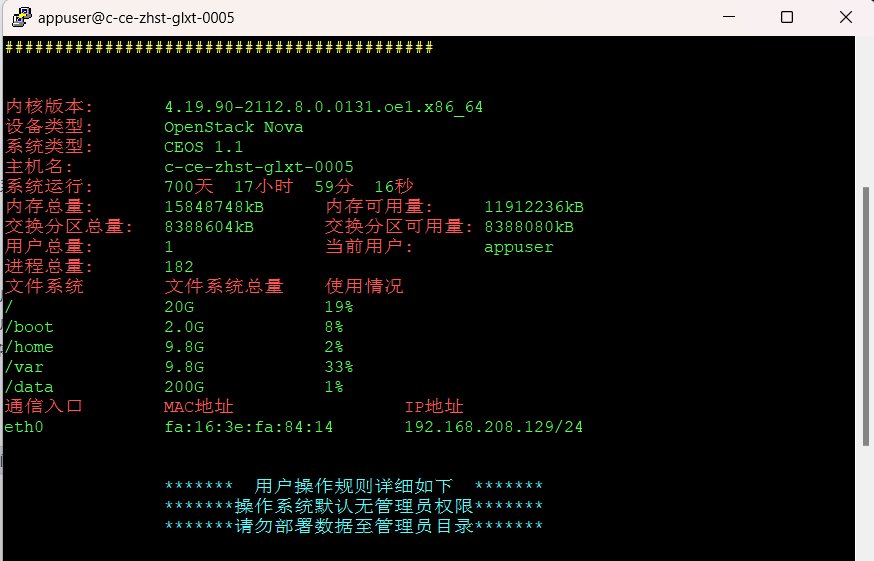 appuser@c-ce-zhst-glxt-0005
###########################################
内核版本: 4.19.90-2112.8.0.0131.oe1.x86_64
设备类型: OpenStack Nova
系统类型: CEOS 1.1
主机名: c-ce-zhst-glxt-0005
系统运行: 700天 17小时 59分 16秒
内存总量: 15848748kB 内存可用量: 11912236kB
交换分区总量: 8388604kB 交换分区可用量: 8388080kB
用户总量: 1 当前用户: appuser
进程总量: 182
文件系统 文件系统总量 使用情况
/ 20G 19%
/boot 2.0G 8%
/home 9.8G 2%
/var 9.8G 33%
/data 200G 1%
通信入口 MAC地址 IP地址
eth0 fa:16:3e:fa:84:14 192.168.208.129/24
******* 用户操作规则详细如下 *******
*******操作系统默认无管理员权限*******
*******请勿部署数据至管理员目录*******